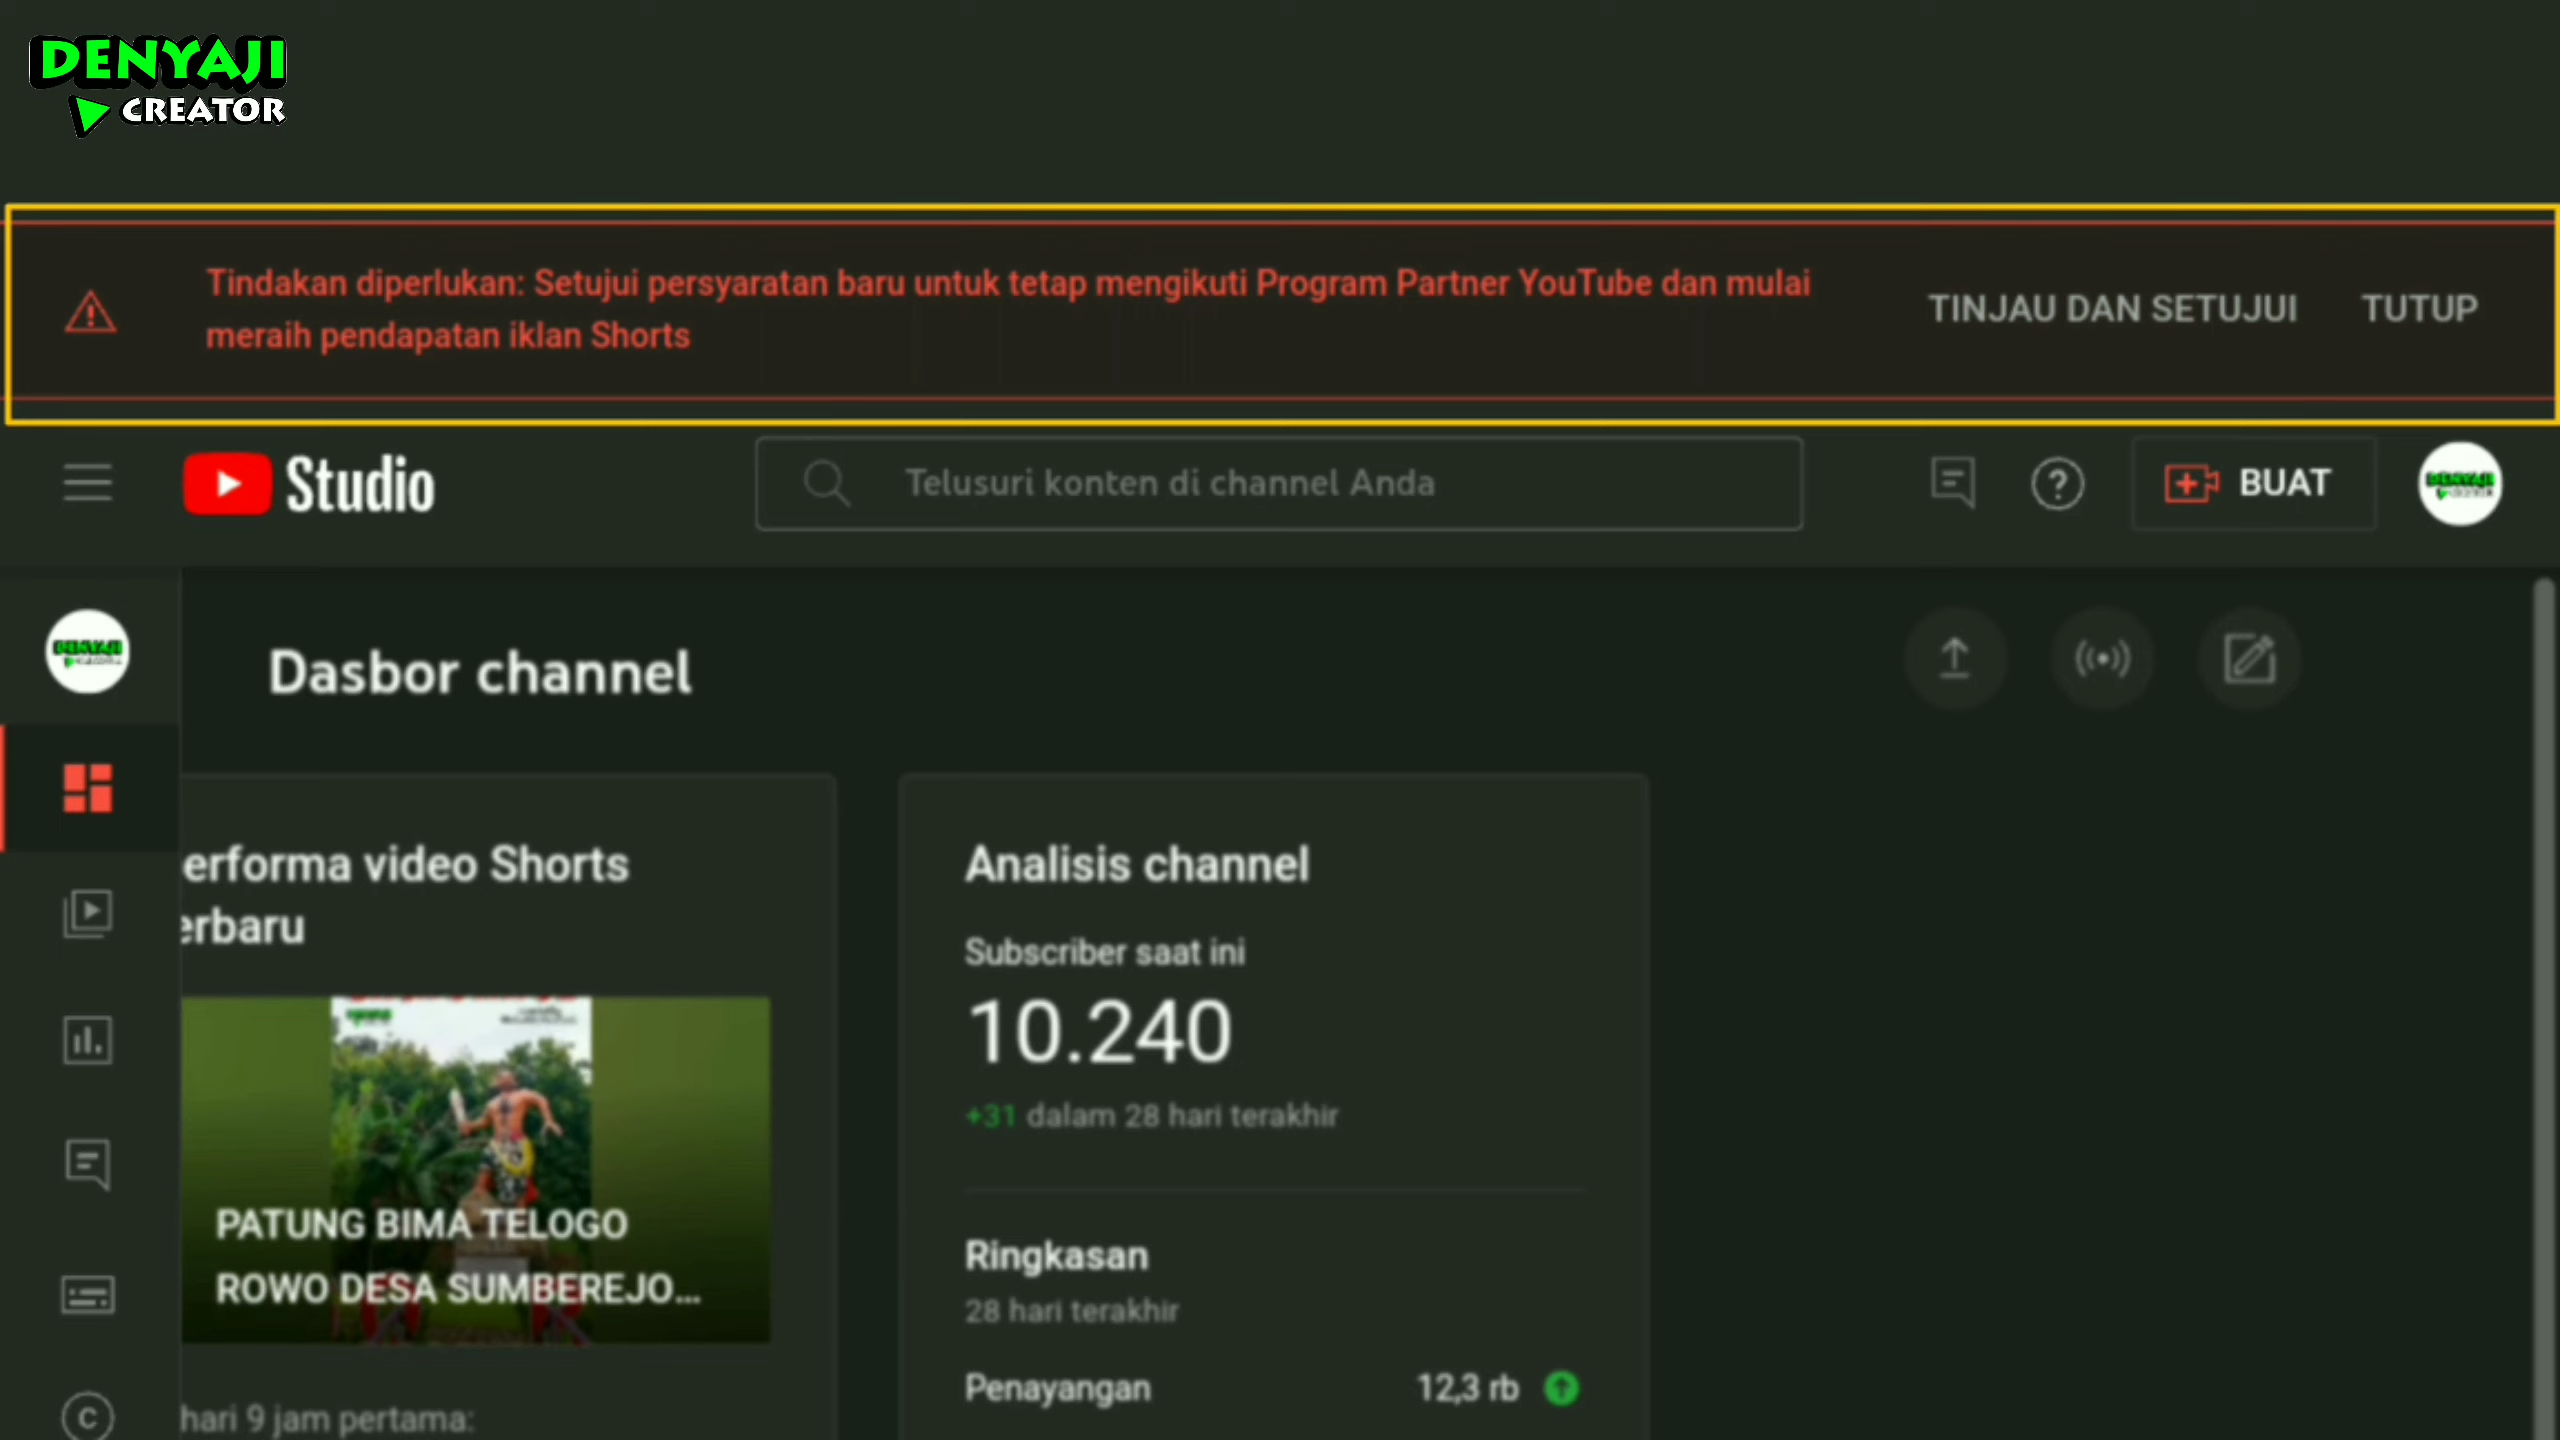 DENYAJI
CREATOR
Tindakan diperlukan: Setujui persyaratan baru untuk tetap mengikuti Program Partner YouTube dan mulai
meraih pendapatan iklan Shorts
TINJAU DAN SETUJUI
TUTUP
Studio
Telusuri konten di channel Anda
BUAT
DENYAJI
DENYAJI
Dasbor channel
erforma video Shorts
erbaru
PATUNG BIMA TELOGO
ROWO DESA SUMBEREJO...
hari 9 jam pertama:
Analisis channel
Subscriber saat ini
10.240
+31 dalam 28 hari terakhir
Ringkasan
28 hari terakhir
Penayangan
12,3 rb